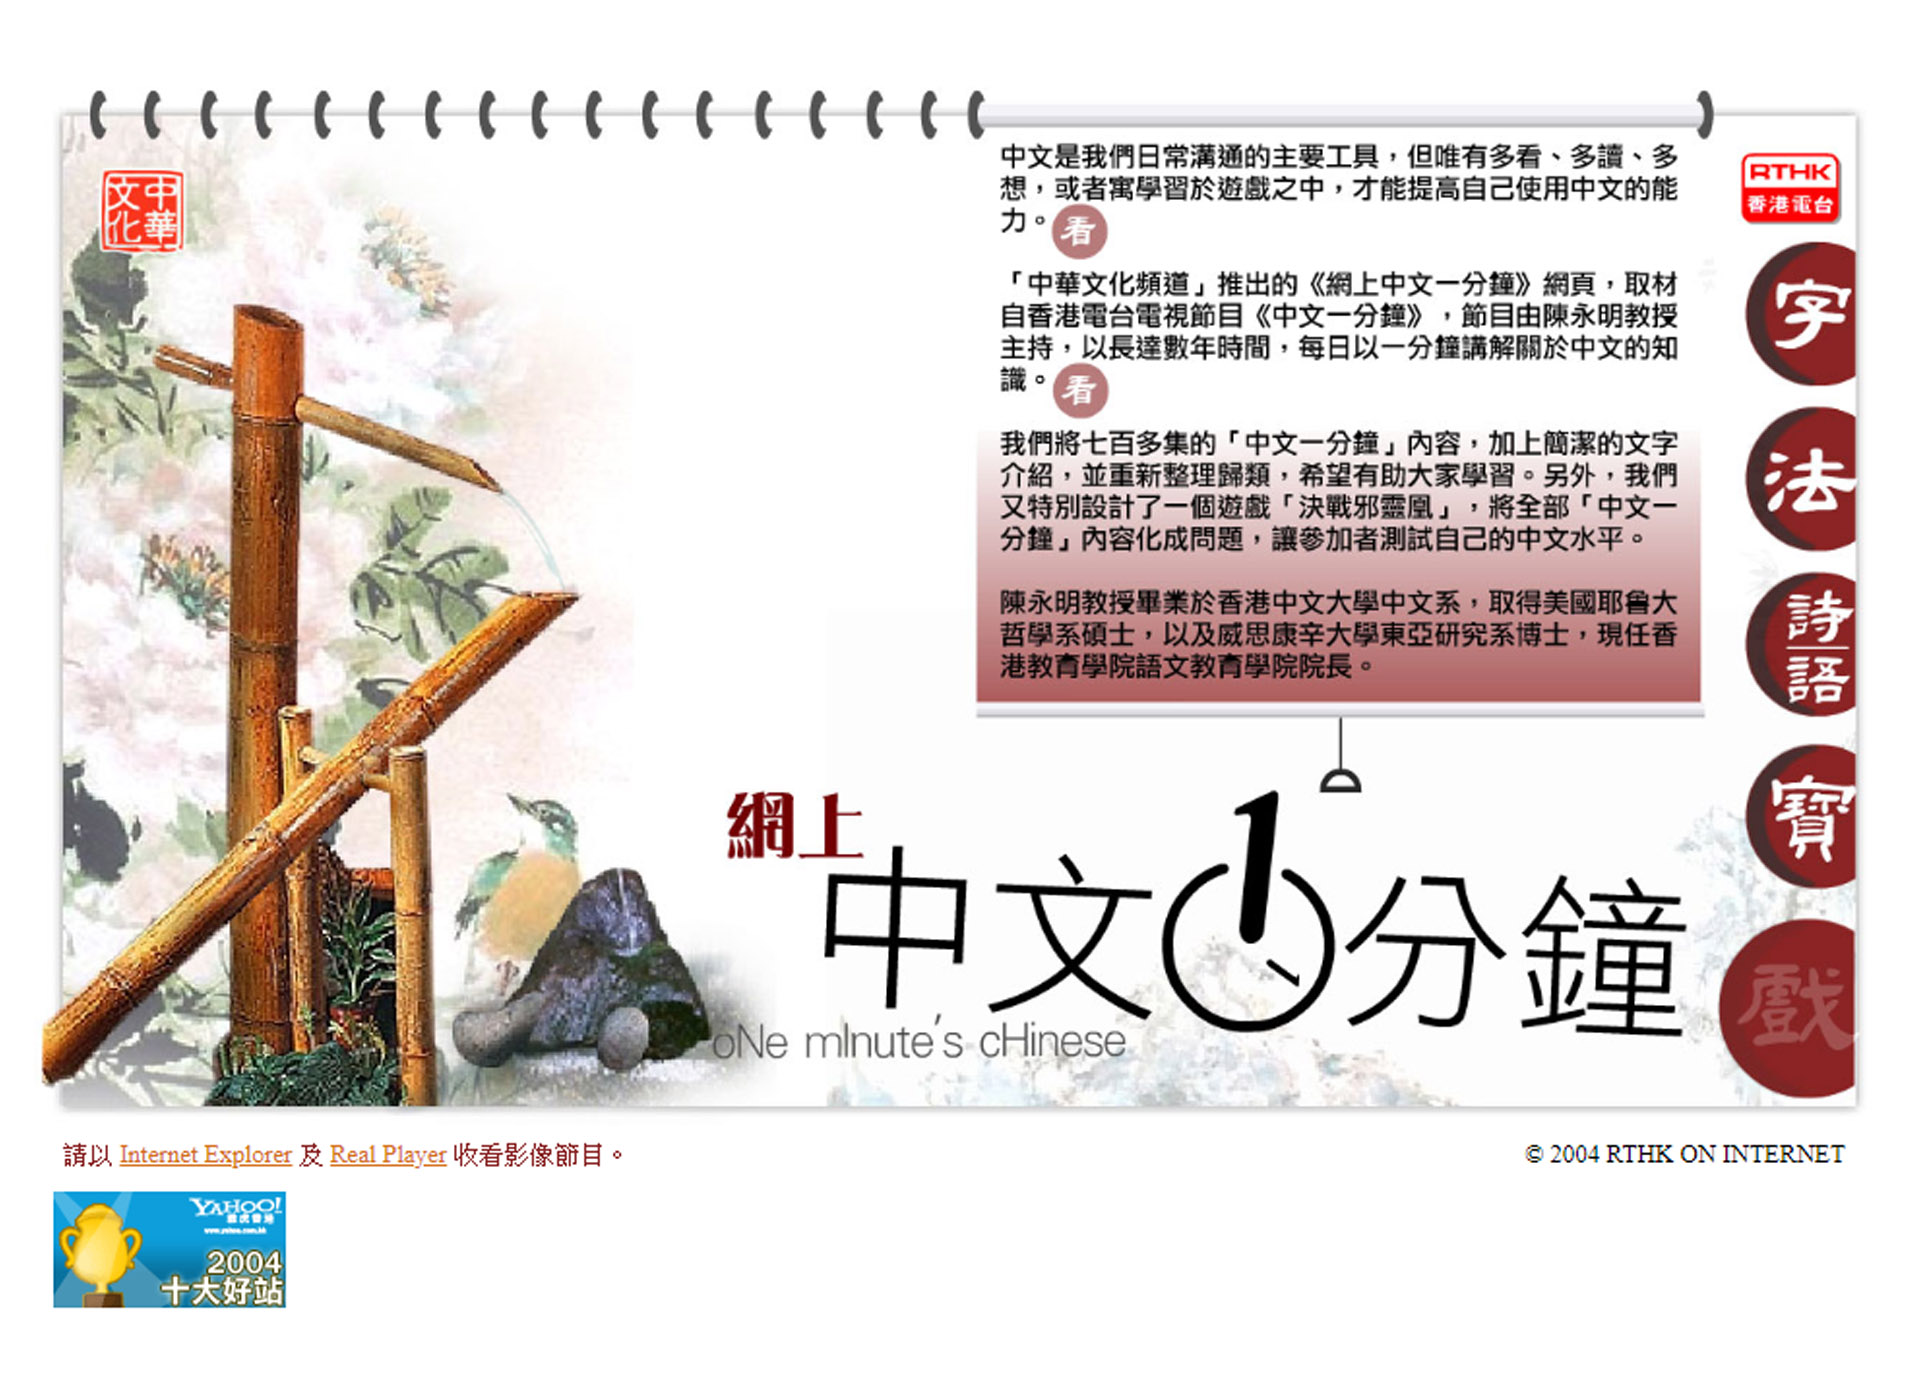 中華文化
中文是我們日常溝通的主要工具，但唯有多看、多讀、多
想，或者寓學習於遊戲之中，才能提高自己使用中文的能
力。看
「中華文化頻道」推出的《網上中文一分鐘》網頁，取材
自香港電台電視節目《中文一分鐘》，節目由陳永明教授
主持，以長達數年時間，每日以一分鐘講解關於中文的知
識。看
我們將七百多集的「中文一分鐘」內容，加上簡潔的文字
介紹，並重新整理歸類，希望有助大家學習。另外，我們
又特別設計了一個遊戲「決戰邪靈凰」，將全部「中文一
分鐘」內容化成問題，讓參加者測試自己的中文水平。
陳永明教授畢業於香港中文大學中文系，取得美國耶魯大
哲學系碩士，以及威思康辛大學東亞研究系博士，現任香
港教育學院語文教育學院院長。
RTHK
香港電台
字
法
詩
語
寶
戲
網上
中文1分鐘
oNe mInute's cHinese
請以 Internet Explorer 及 Real Player 收看影像節目。
© 2004 RTHK ON INTERNET
YAHOO!
雅虎香港
www.yahoo.com.hk
2004
十大好站